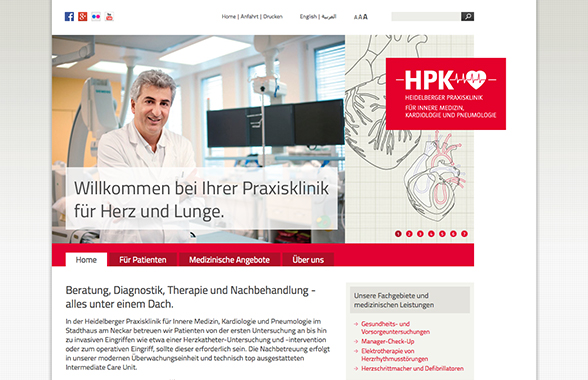 Home | Anfahrt | Drucken
English | العربية
AAA
HPK
HEIDELBERGER PRAXISKLINIK
FÜR INNERE MEDIZIN,
KARDIOLOGIE UND PNEUMOLOGIE
Willkommen bei Ihrer Praxisklinik
für Herz und Lunge.
1 2 3 4 5 6 7
Home Für Patienten Medizinische Angebote Über uns
Beratung, Diagnostik, Therapie und Nachbehandlung -
alles unter einem Dach.
In der Heidelberger Praxisklinik für Innere Medizin, Kardiologie und Pneumologie im
Stadthaus am Neckar betreuen wir Patienten von der ersten Untersuchung an bis hin
zu invasiven Eingriffen wie etwa einer Herzkatheter-Untersuchung und -intervention
oder zum operativen Eingriff, sollte dieser erforderlich sein. Die Nachbetreuung erfolgt
in unserer modernen Überwachungseinheit und technisch top ausgestatteten
Intermediate Care Unit.
Unsere Fachgebiete und
medizinischen Leistungen
Gesundheits- und
Vorsorgeuntersuchungen
Manager-Check-Up
Elektrotherapie von
Herzrhythmusstörungen
Herzschrittmacher und Defibrillatoren